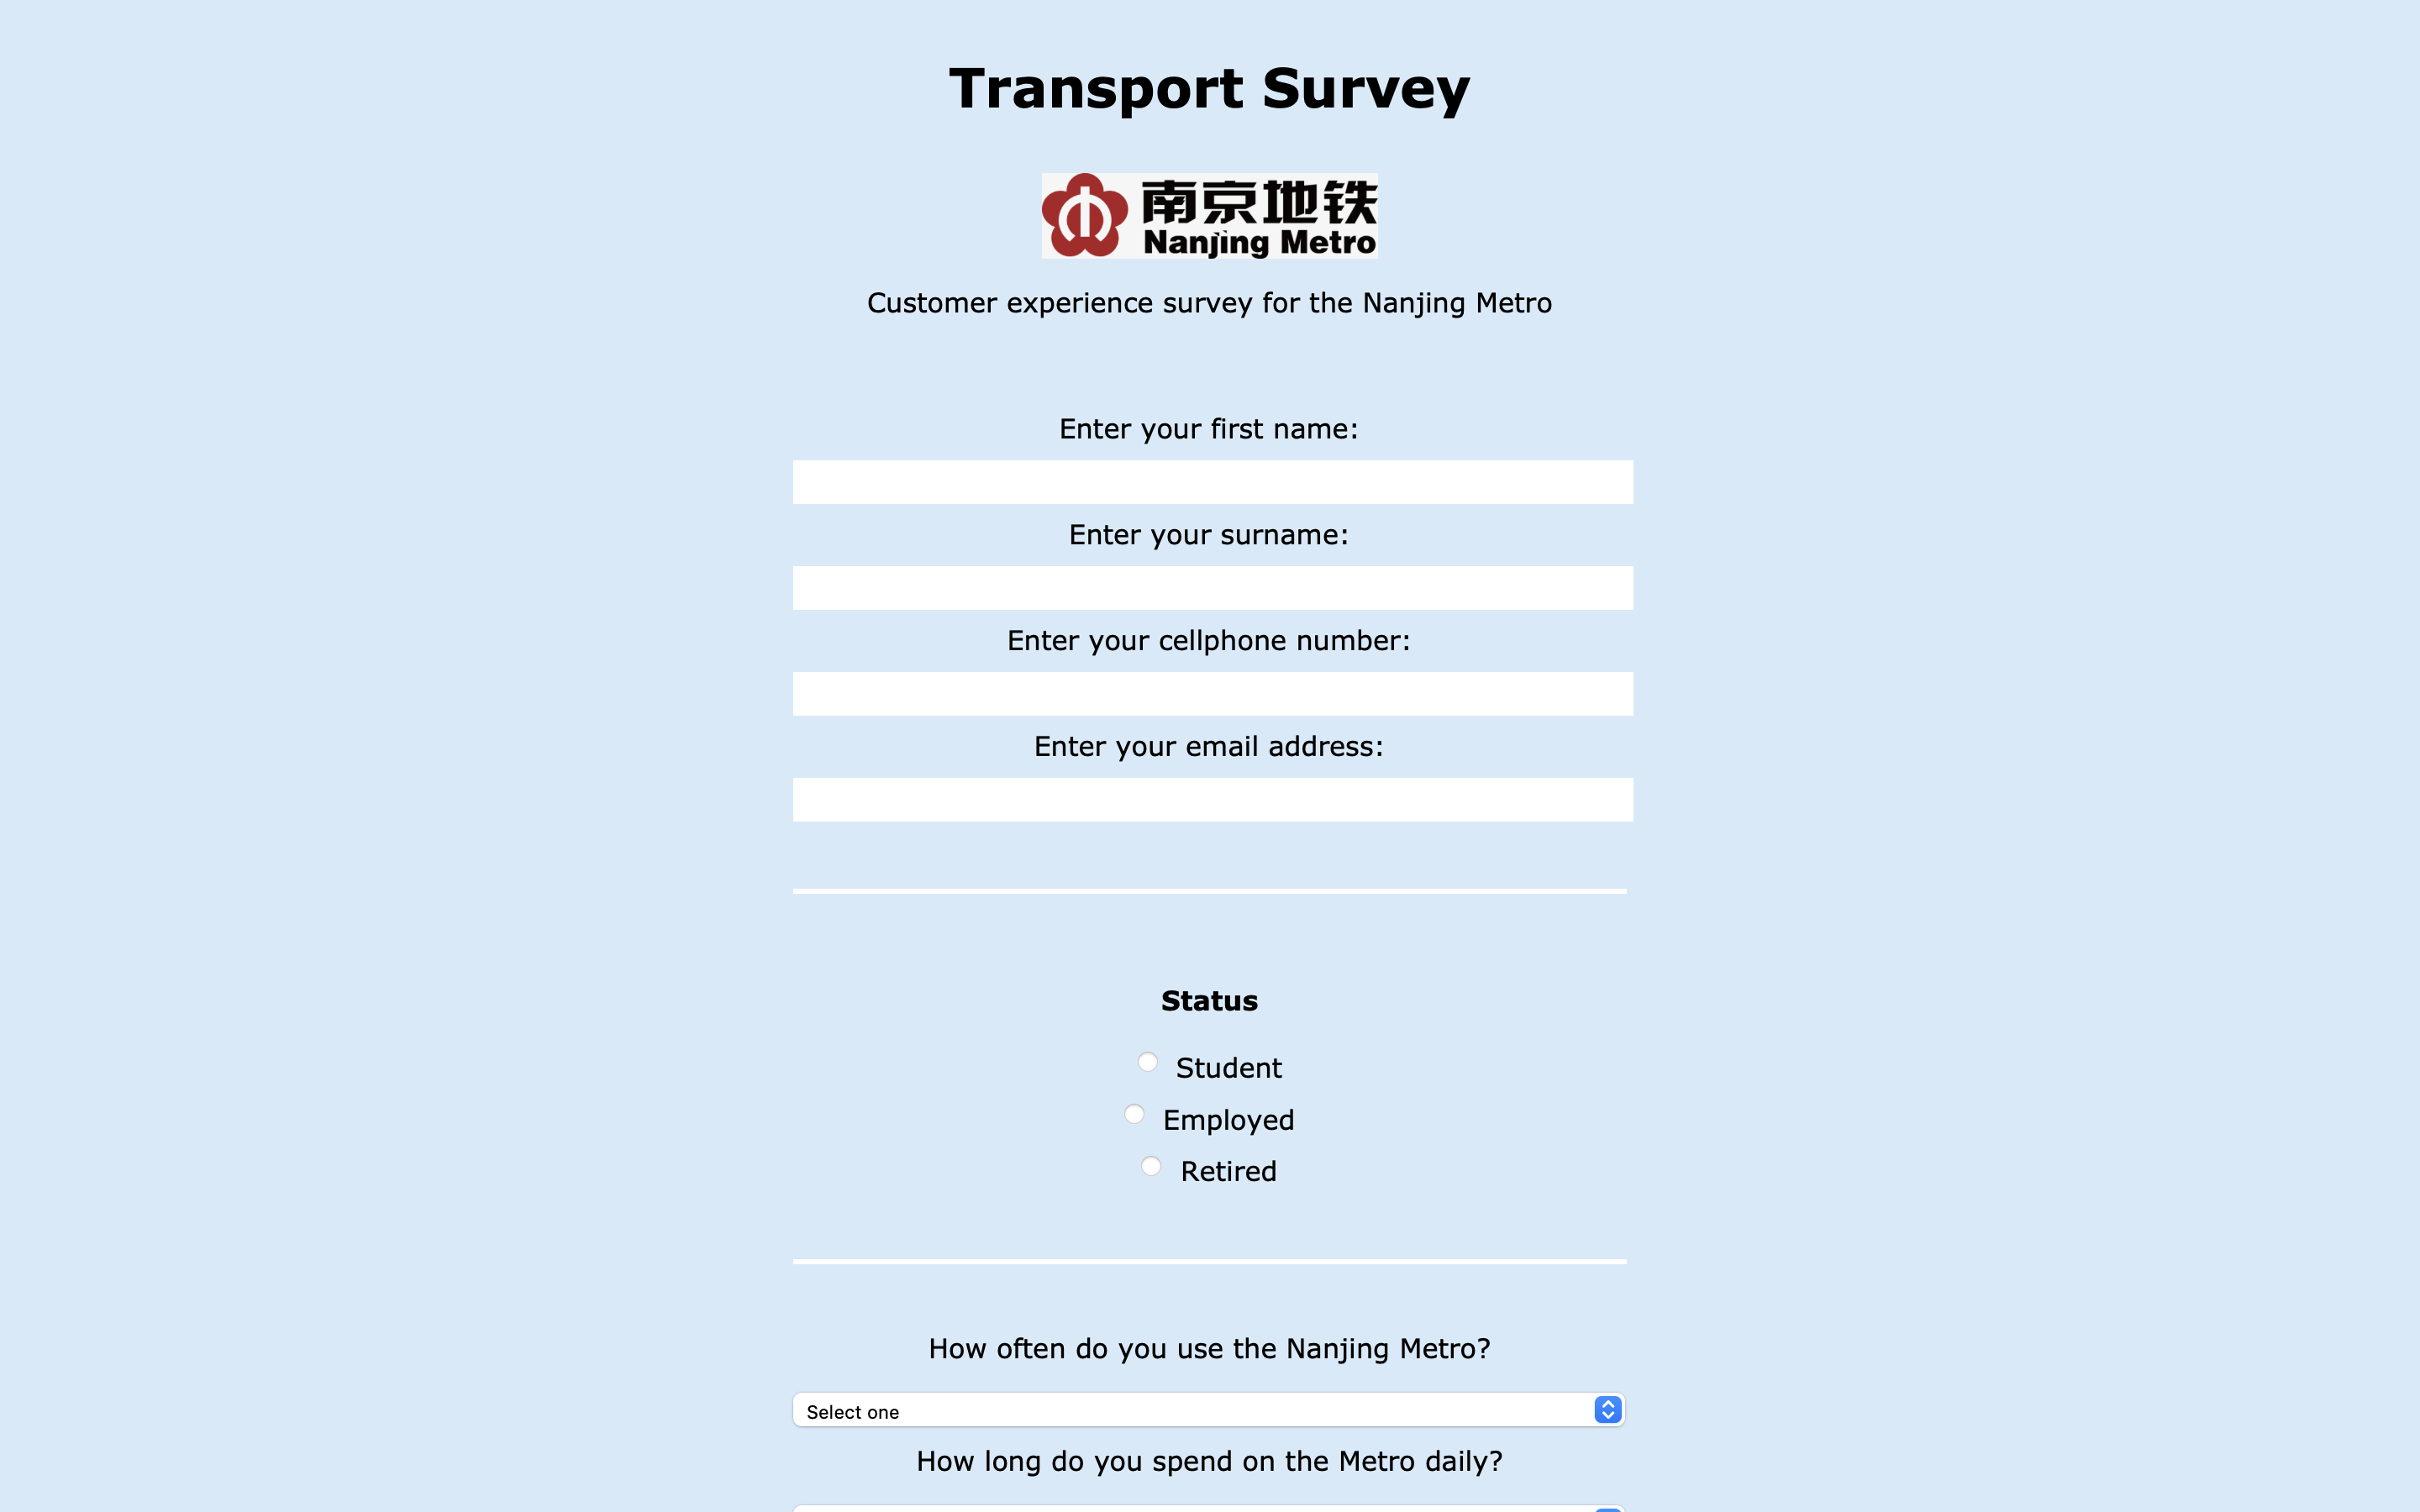 Transport Survey
南京地铁
Nanjing Metro
Customer experience survey for the Nanjing Metro
Enter your first name:
Enter your surname:
Enter your cellphone number:
Enter your email address:
Status
Student
Employed
Retired
How often do you use the Nanjing Metro?
Select one
How long do you spend on the Metro daily?